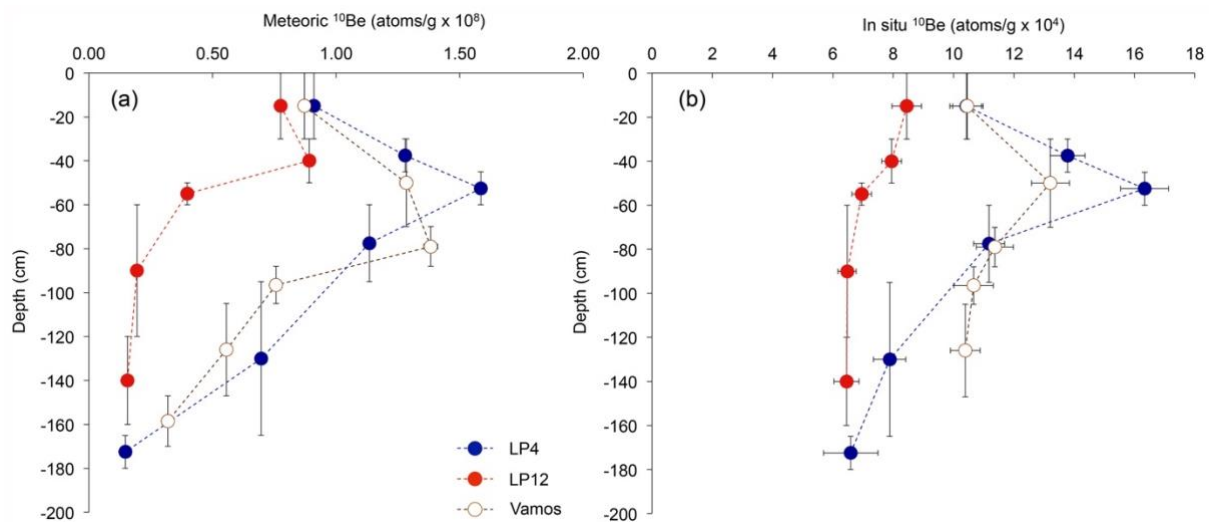 Meteoric ¹⁰Be (atoms/g x 10⁸)
0.00 0.50 1.00 1.50 2.00
0
-20
-40
-60
-80
-100
-120
-140
-160
-180
-200
Depth (cm)
(a)
LP4
LP12
Vamos
In situ ¹⁰Be (atoms/g x 10⁴)
0 2 4 6 8 10 12 14 16 18
0
-20
-40
-60
-80
-100
-120
-140
-160
-180
-200
Depth (cm)
(b)